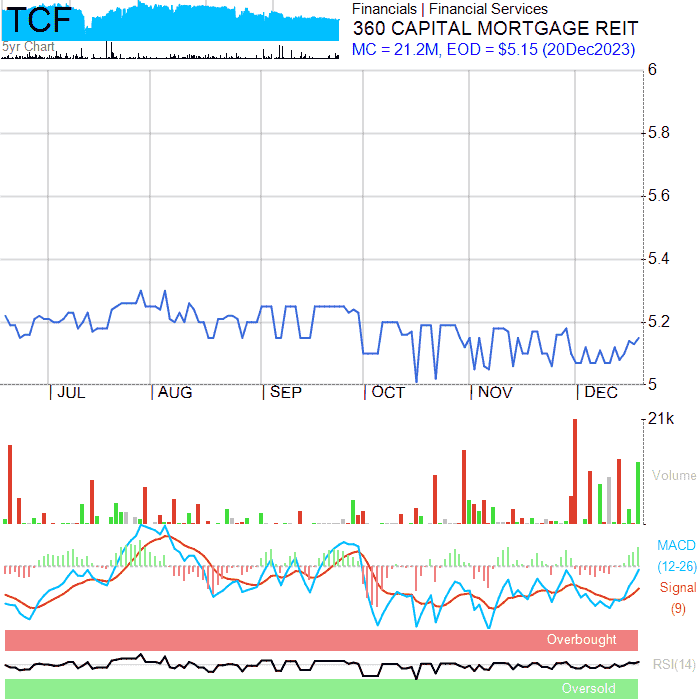 TCF
5yr Chart
Financials | Financial Services
360 CAPITAL MORTGAGE REIT
MC = 21.2M, EOD = $5.15 (20Dec2023)
6
5.8
5.6
5.4
5.2
5
JUL AUG SEP OCT NOV DEC
21k
Volume
MACD
(12-26)
Signal
(9)
Overbought
RSI(14)
Oversold